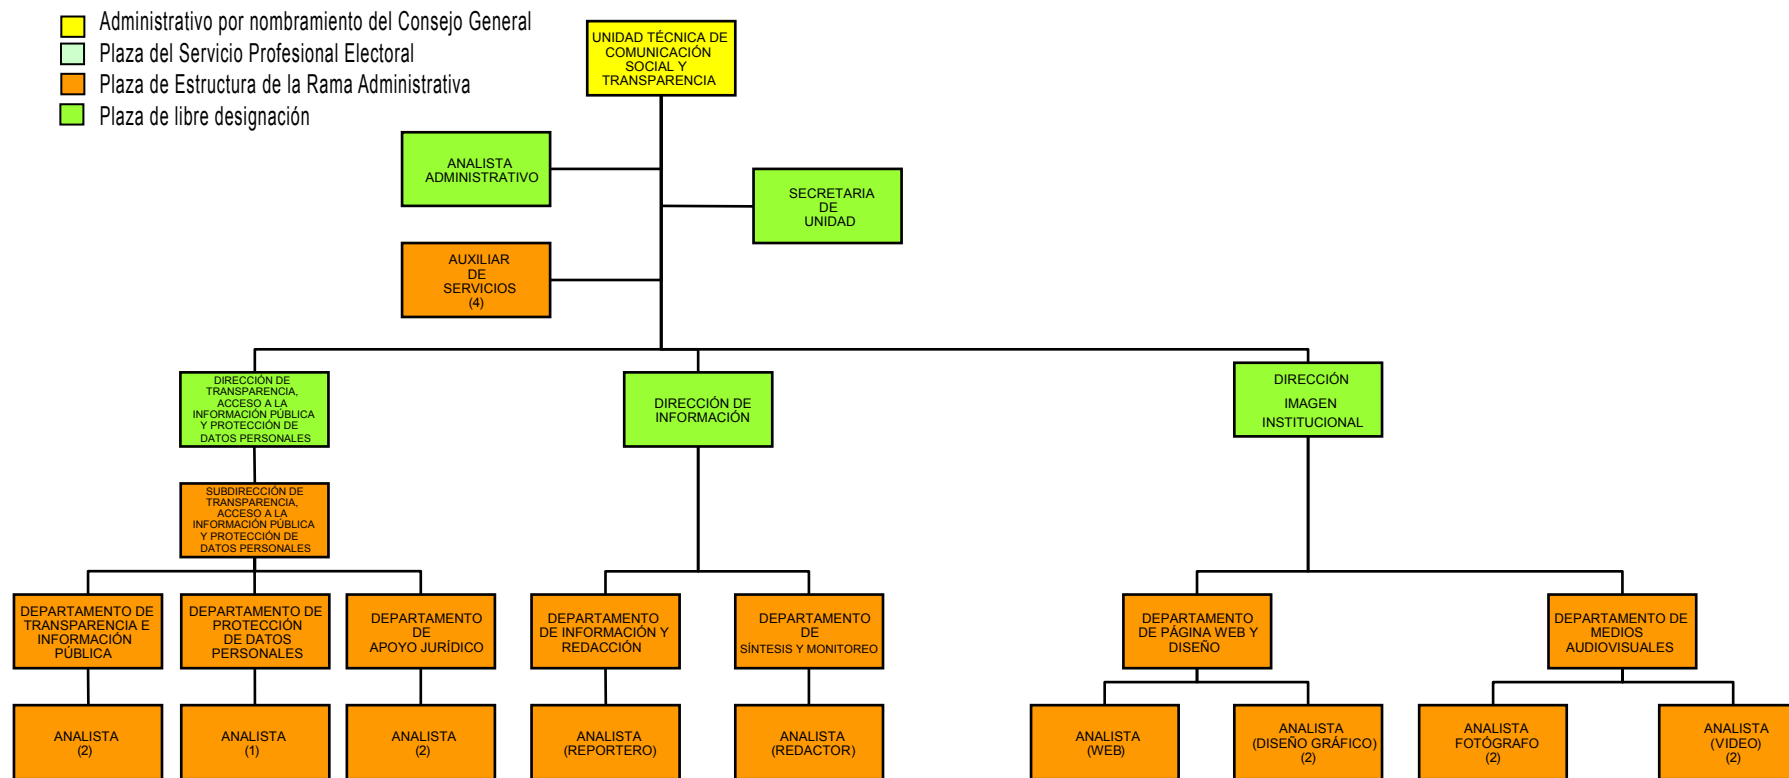 Administrativo por nombramiento del Consejo General
Plaza del Servicio Profesional Electoral
Plaza de Estructura de la Rama Administrativa
Plaza de libre designación
UNIDAD TÉCNICA DE
COMUNICACIÓN
SOCIAL Y
TRANSPARENCIA
ANALISTA
ADMINISTRATIVO
SECRETARIA
DE
UNIDAD
AUXILIAR
DE
SERVICIOS
(4)
DIRECCIÓN DE
TRANSPARENCIA,
ACCESO A LA
INFORMACIÓN PÚBLICA
Y PROTECCIÓN DE
DATOS PERSONALES
DIRECCIÓN DE
INFORMACIÓN
DIRECCIÓN
IMAGEN
INSTITUCIONAL
SUBDIRECCIÓN DE
TRANSPARENCIA,
ACCESO A LA
INFORMACIÓN PÚBLICA
Y PROTECCIÓN DE
DATOS PERSONALES
DEPARTAMENTO DE
TRANSPARENCIA E
INFORMACIÓN
PÚBLICA
DEPARTAMENTO DE
PROTECCIÓN
DE DATOS
PERSONALES
DEPARTAMENTO
DE
APOYO JURÍDICO
DEPARTAMENTO
DE INFORMACIÓN Y
REDACCIÓN
DEPARTAMENTO
DE
SÍNTESIS Y MONITOREO
DEPARTAMENTO
DE PÁGINA WEB Y
DISEÑO
DEPARTAMENTO DE
MEDIOS
AUDIOVISUALES
ANALISTA
(2)
ANALISTA
(1)
ANALISTA
(2)
ANALISTA
(REPORTERO)
ANALISTA
(REDACTOR)
ANALISTA
(WEB)
ANALISTA
(DISEÑO GRÁFICO)
(2)
ANALISTA
FOTÓGRAFO
(2)
ANALISTA
(VIDEO)
(2)